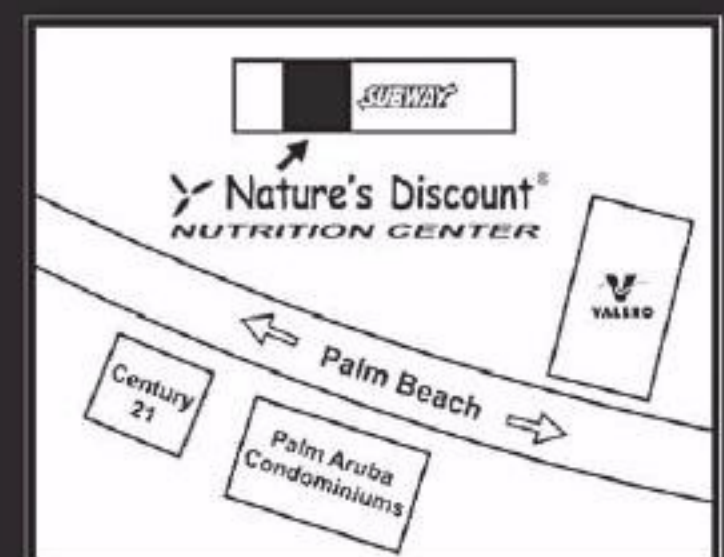 SUBWAY
Nature's Discount®
NUTRITION CENTER
VALERO
Palm Beach
Century
21
Palm Aruba
Condominiums